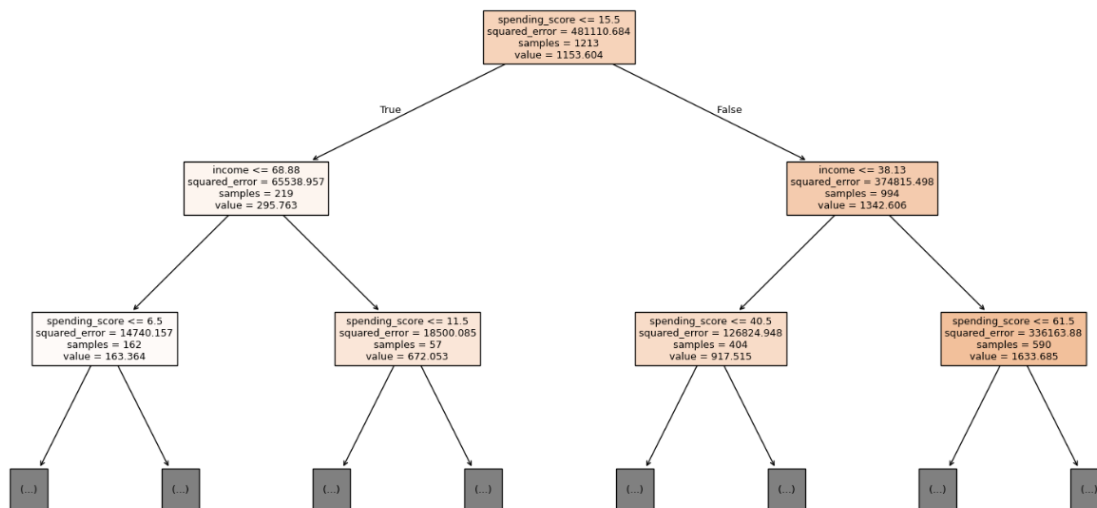 spending_score <= 15.5
squared_error = 481110.684
samples = 1213
value = 1153.604
True
False
income <= 68.88
squared_error = 65538.957
samples = 219
value = 295.763
income <= 38.13
squared_error = 374815.498
samples = 994
value = 1342.606
spending_score <= 6.5
squared_error = 14740.157
samples = 162
value = 163.364
spending_score <= 11.5
squared_error = 18500.085
samples = 57
value = 672.053
spending_score <= 40.5
squared_error = 126824.948
samples = 404
value = 917.515
spending_score <= 61.5
squared_error = 336163.88
samples = 590
value = 1633.685
(...)
(...)
(...)
(...)
(...)
(...)
(...)
(...)